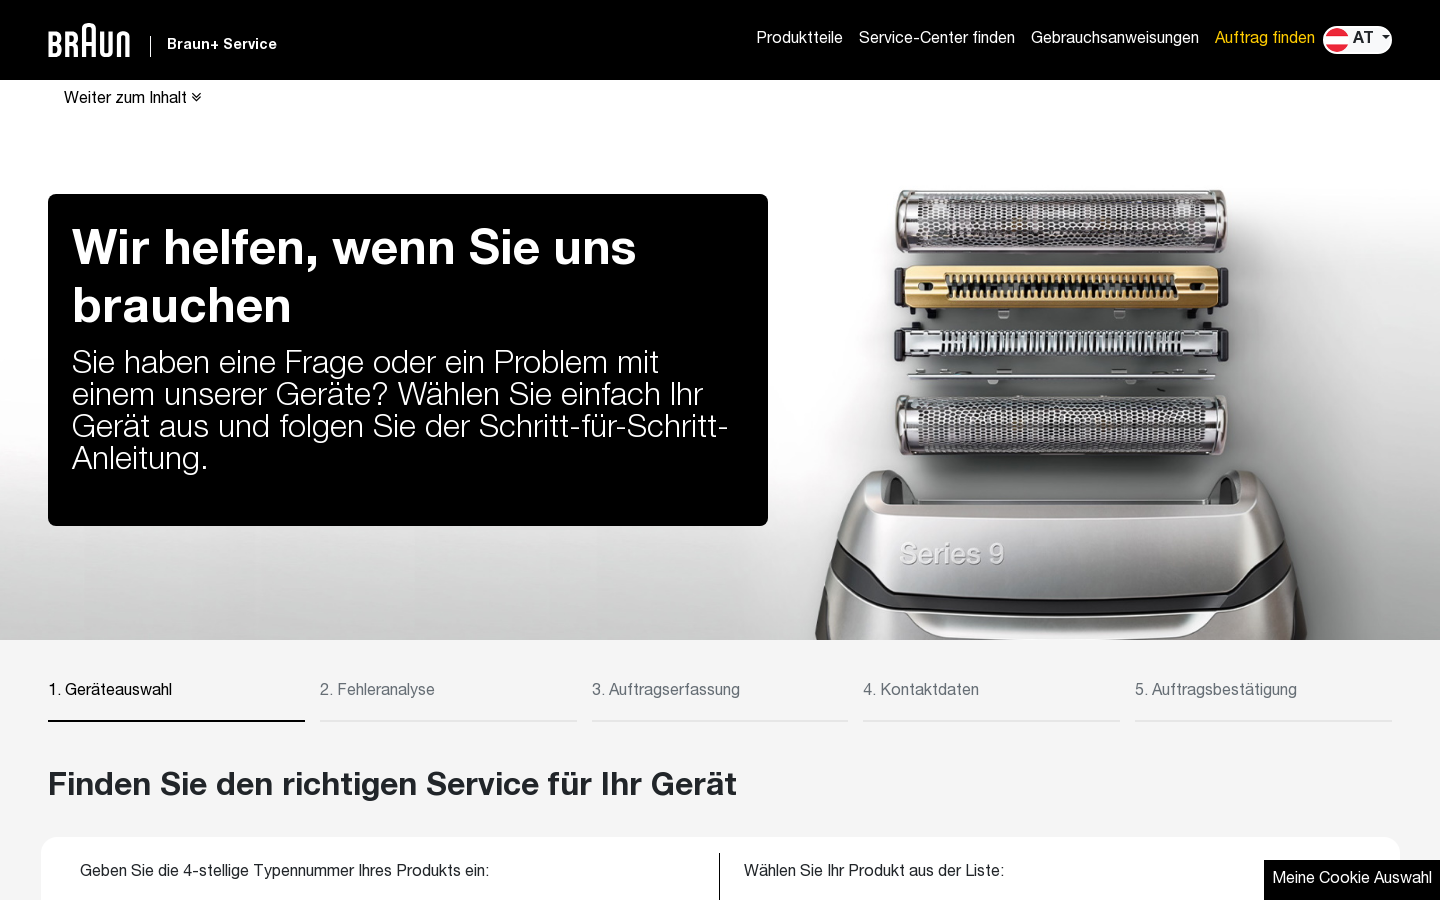 BRAUN
Braun+ Service
Produktteile
Service-Center finden
Gebrauchsanweisungen
Auftrag finden
AT
Weiter zum Inhalt
Wir helfen, wenn Sie uns
brauchen
Sie haben eine Frage oder ein Problem mit
einem unserer Geräte? Wählen Sie einfach Ihr
Gerät aus und folgen Sie der Schritt-für-Schritt-
Anleitung.
Series 9
1. Geräteauswahl
2. Fehleranalyse
3. Auftragserfassung
4. Kontaktdaten
5. Auftragsbestätigung
Finden Sie den richtigen Service für Ihr Gerät
Geben Sie die 4-stellige Typennummer Ihres Produkts ein:
Wählen Sie Ihr Produkt aus der Liste:
Meine Cookie Auswahl